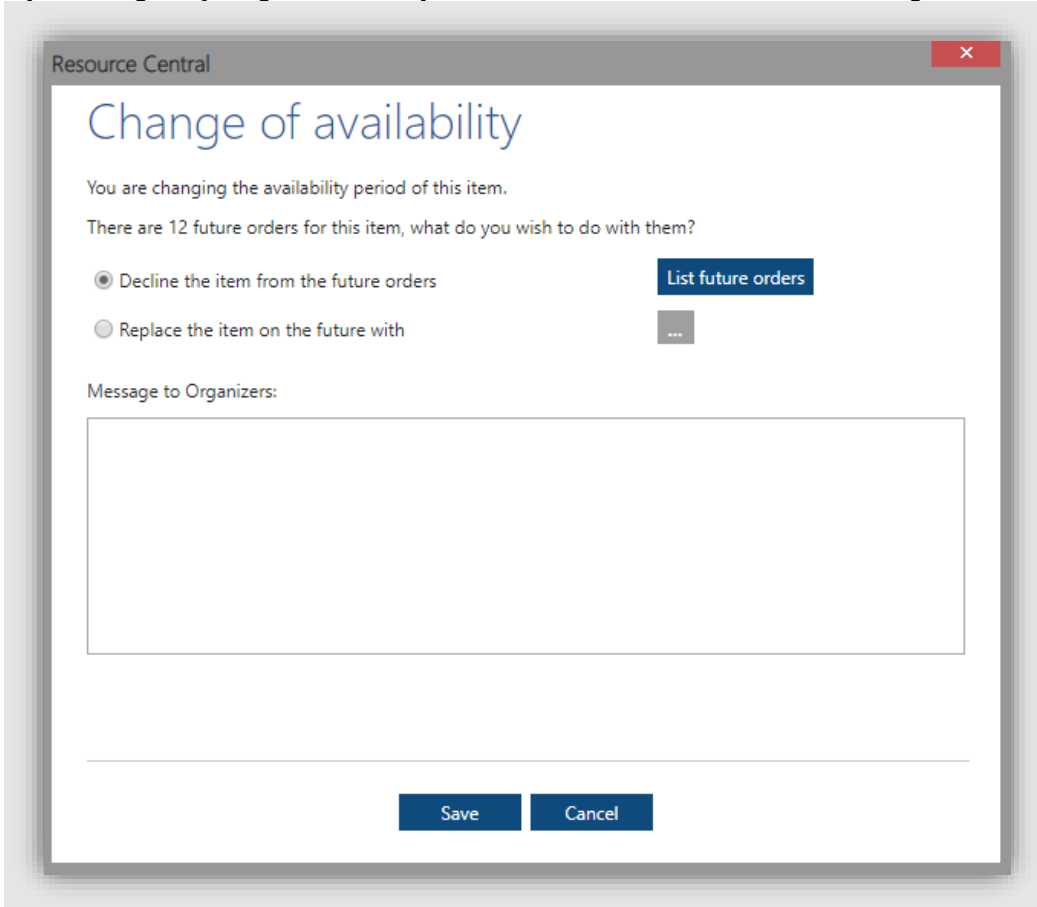 Resource Central
×
Change of availability
You are changing the availability period of this item.
There are 12 future orders for this item, what do you wish to do with them?
Decline the item from the future orders
List future orders
Replace the item on the future with
...
Message to Organizers:
Save
Cancel